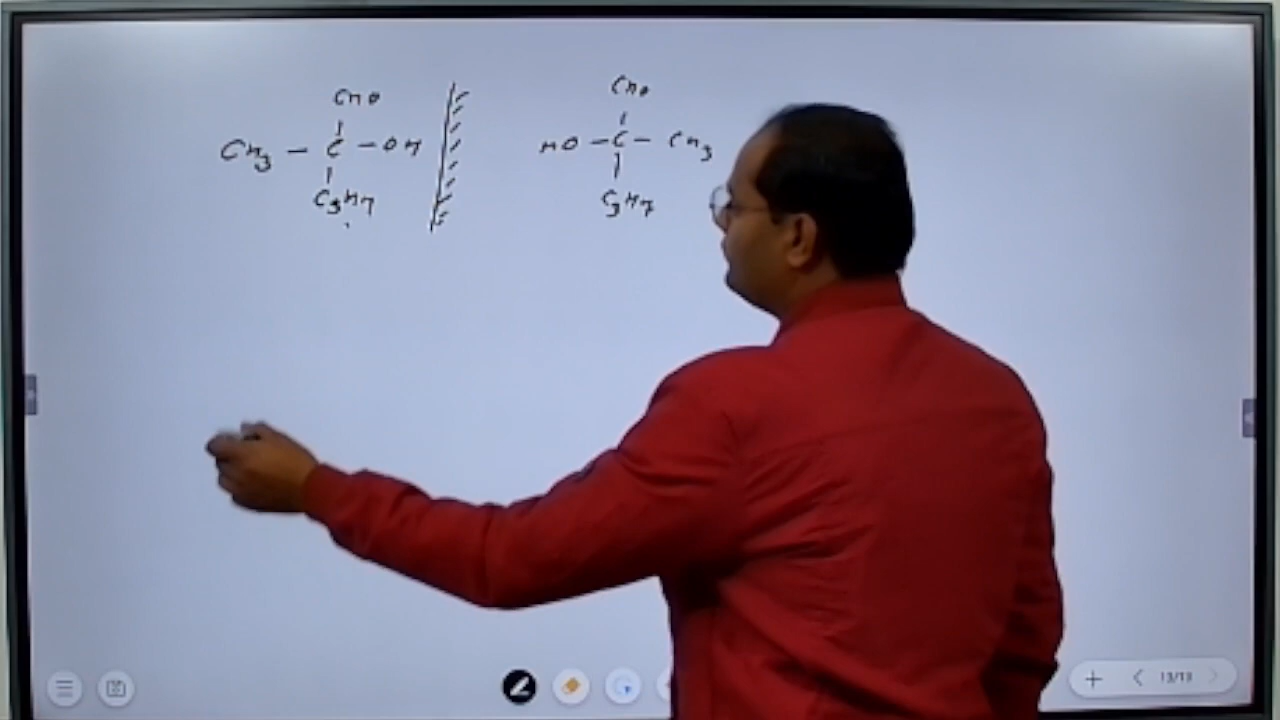 CHO
CH3 – C – OH
C3H7
CHO
HO – C – CH3
C3H7
13/13